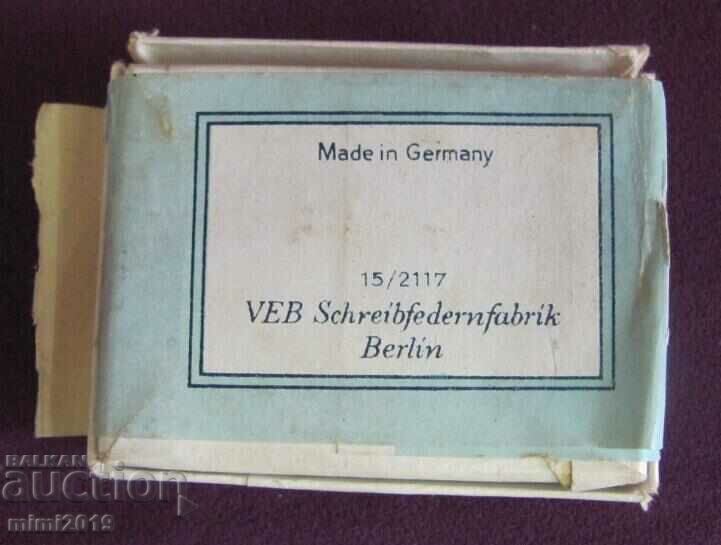 Made in Germany
15/2117
VEB Schreibfedernfabrik
Berlin
BALKAN
auction
mimi2019